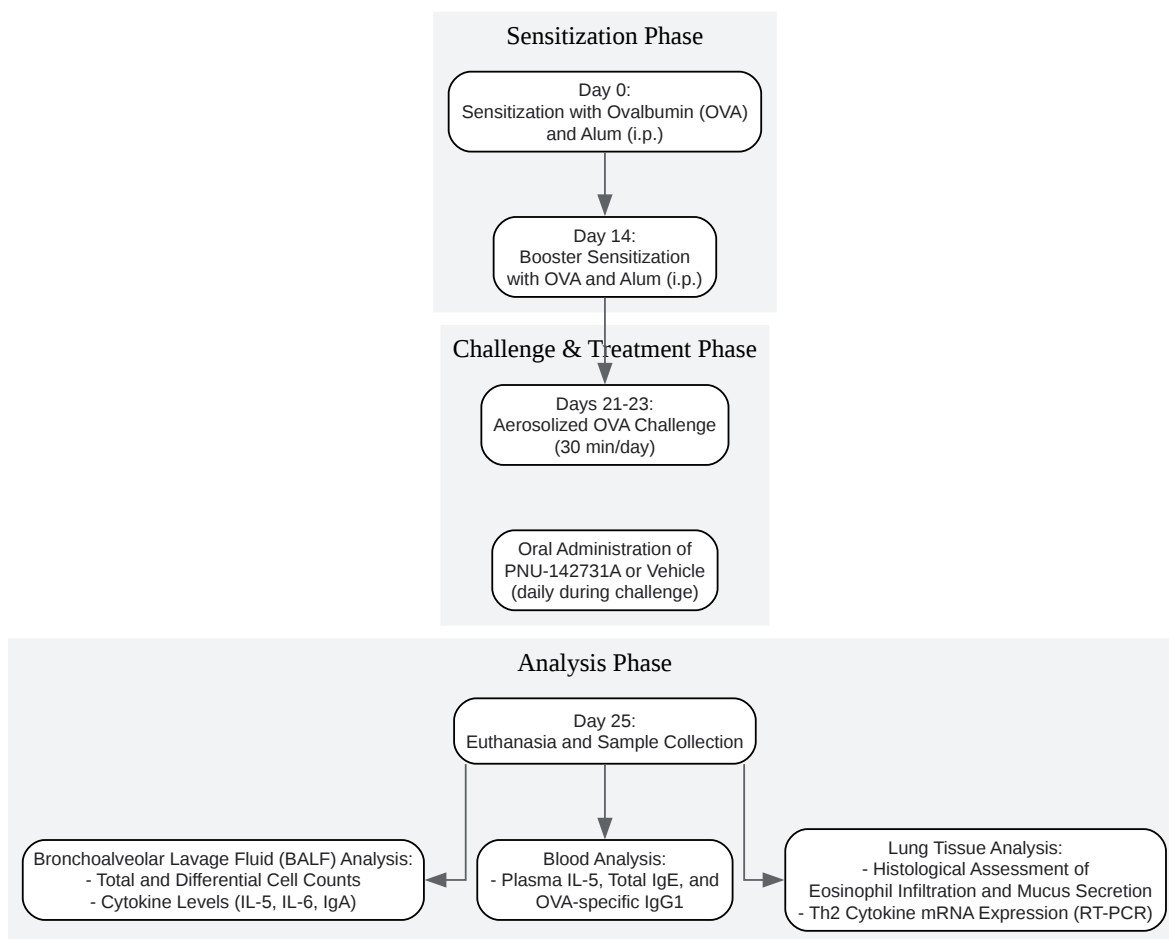 Sensitization Phase
Day 0:
Sensitization with Ovalbumin (OVA)
and Alum (i.p.)
Day 14:
Booster Sensitization
with OVA and Alum (i.p.)
Challenge & Treatment Phase
Days 21-23:
Aerosolized OVA Challenge
(30 min/day)
Oral Administration of
PNU-142731A or Vehicle
(daily during challenge)
Analysis Phase
Day 25:
Euthanasia and Sample Collection
Bronchoalveolar Lavage Fluid (BALF) Analysis:
- Total and Differential Cell Counts
- Cytokine Levels (IL-5, IL-6, IgA)
Blood Analysis:
- Plasma IL-5, Total IgE, and
OVA-specific IgG1
Lung Tissue Analysis:
- Histological Assessment of
Eosinophil Infiltration and Mucus Secretion
- Th2 Cytokine mRNA Expression (RT-PCR)